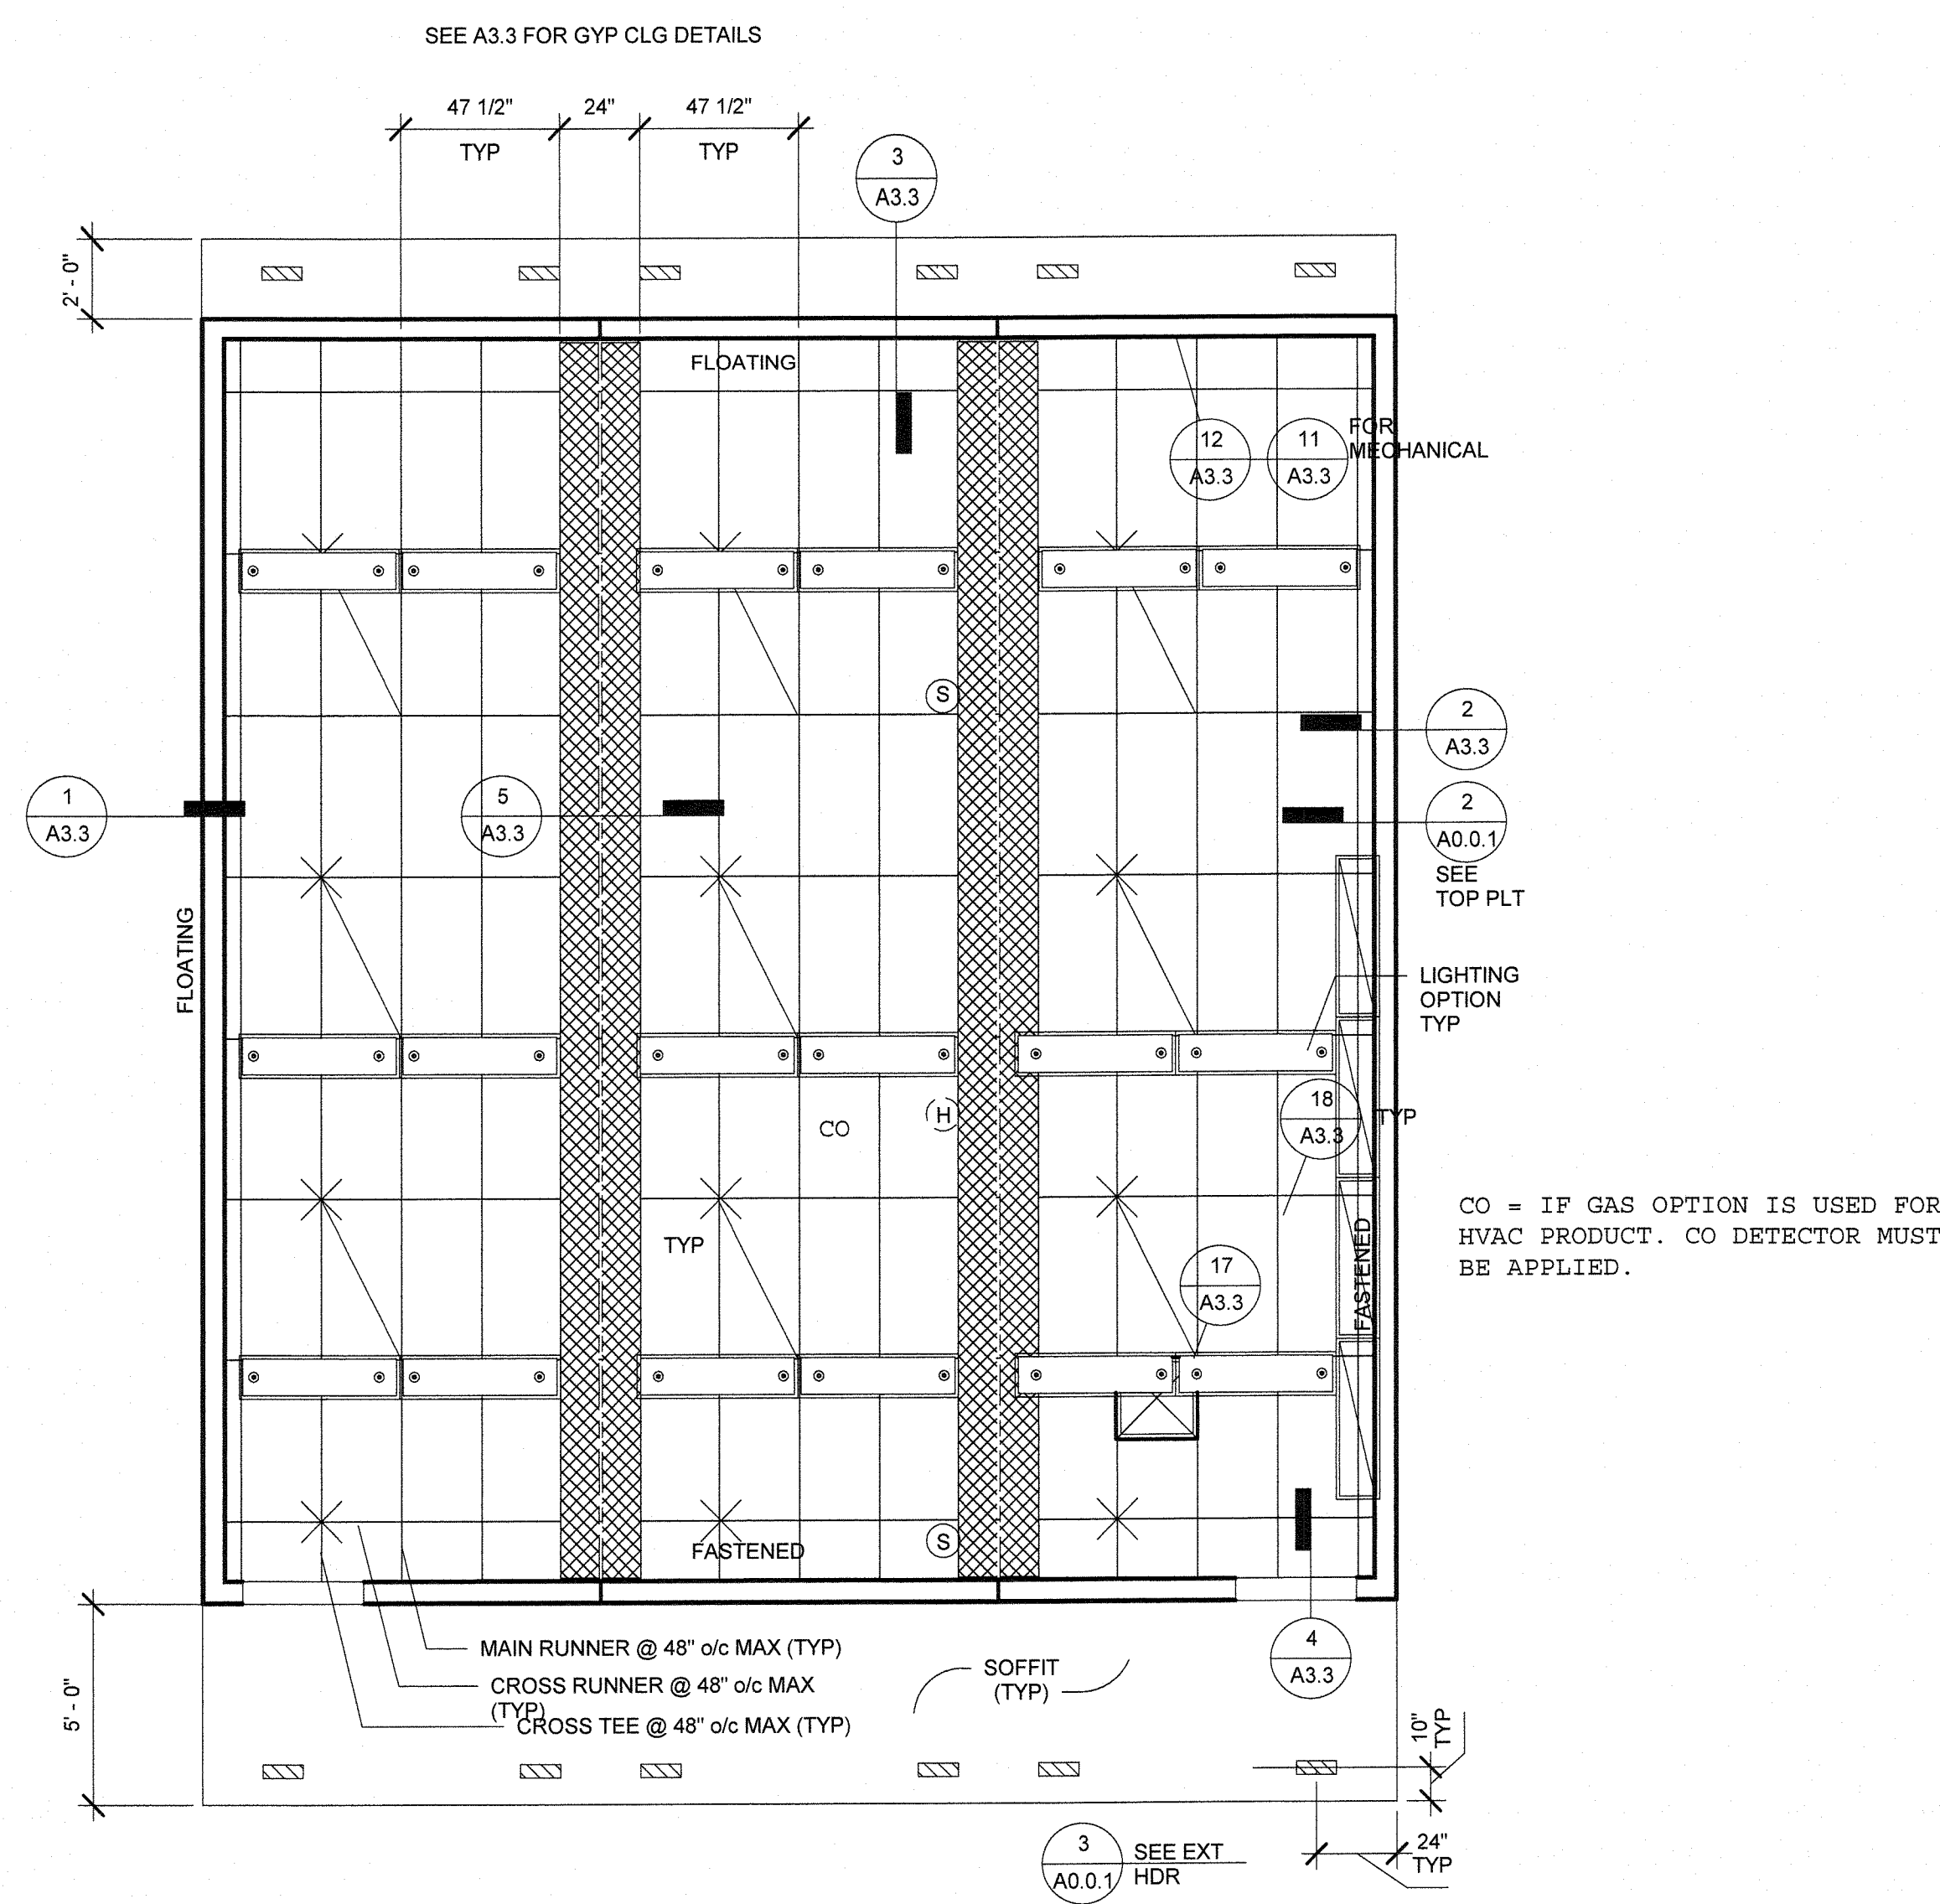 SEE A3.3 FOR GYP CLG DETAILS
47 1/2"
24"
47 1/2"
TYP
TYP
3
A3.3
2' - 0"
FLOATING
12
A3.3
11
A3.3
FOR
MECHANICAL
S
2
A3.3
1
A3.3
5
A3.3
2
A0.0.1
SEE
TOP PLT
FLOATING
LIGHTING
OPTION
TYP
18
A3.3
TYP
H
CO
CO = IF GAS OPTION IS USED FOR
HVAC PRODUCT. CO DETECTOR MUST
BE APPLIED.
TYP
FASTENED
17
A3.3
S
FASTENED
MAIN RUNNER @ 48" o/c MAX (TYP)
CROSS RUNNER @ 48" o/c MAX
(TYP)
CROSS TEE @ 48" o/c MAX (TYP)
SOFFIT
(TYP)
4
A3.3
5' - 0"
10"
TYP
3
A0.0.1
SEE EXT
HDR
24"
TYP